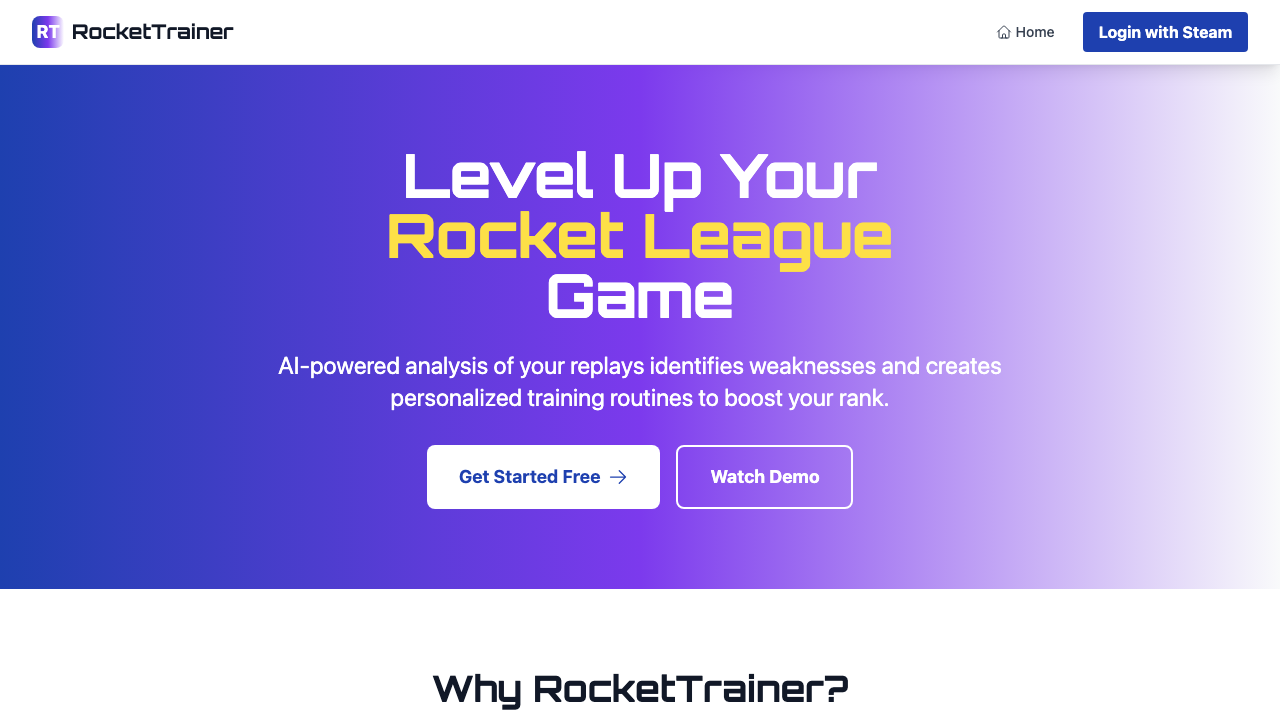 RT RocketTrainer
Home
Login with Steam
Level Up Your
Rocket League
Game
AI-powered analysis of your replays identifies weaknesses and creates
personalized training routines to boost your rank.
Get Started Free
Watch Demo
Why RocketTrainer?